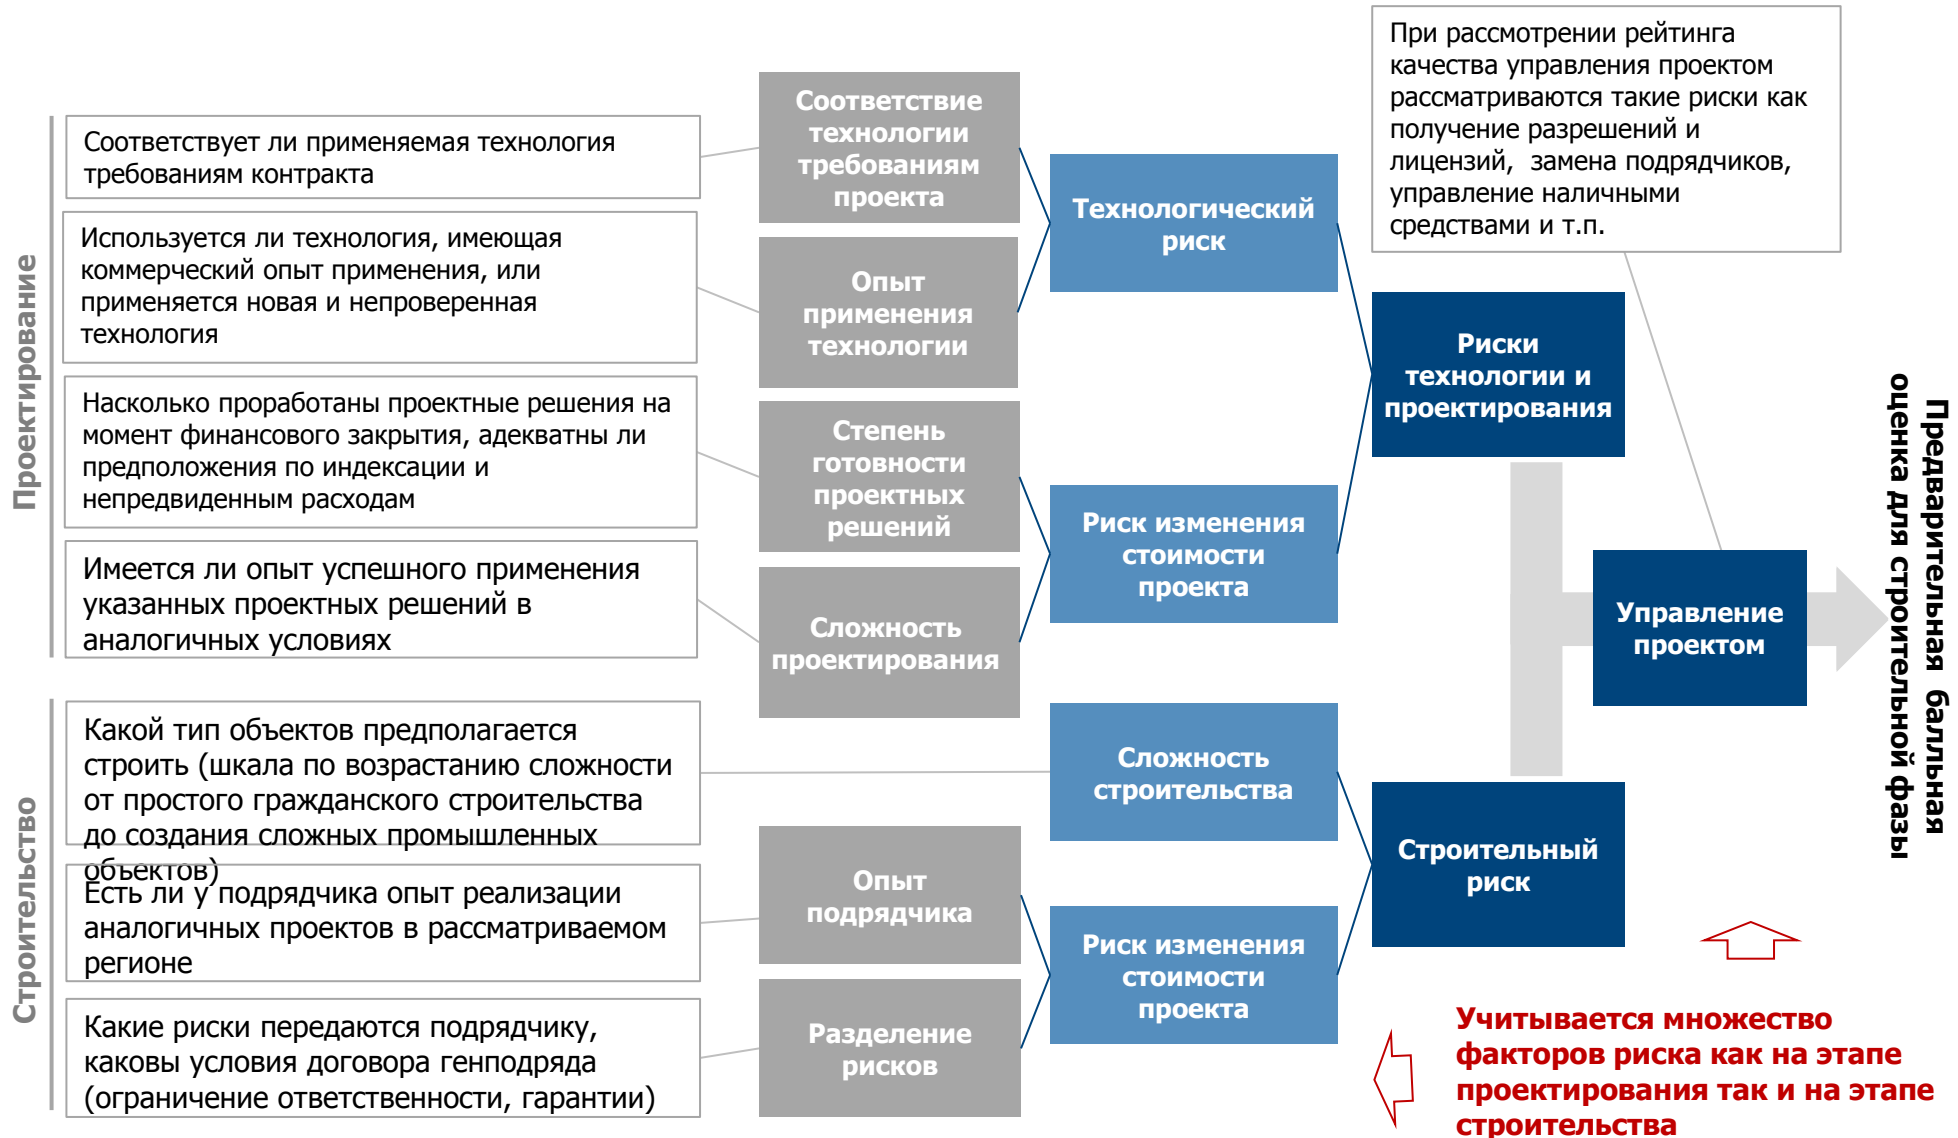 При рассмотрении рейтинга
качества управления проектом
рассматриваются такие риски как
получение разрешений и
лицензий,  замена подрядчиков,
управление наличными
средствами и т.п.
Проектирование
Соответствует ли применяемая технология
требованиям контракта
Используется ли технология, имеющая
коммерческий опыт применения, или
применяется новая и непроверенная
технология
Насколько проработаны проектные решения на
момент финансового закрытия, адекватны ли
предположения по индексации и
непредвиденным расходам
Имеется ли опыт успешного применения
указанных проектных решений в
аналогичных условиях
Соответствие
технологии
требованиям
проекта
Опыт
применения
технологии
Степень
готовности
проектных
решений
Сложность
проектирования
Технологический
риск
Риск изменения
стоимости
проекта
Риски
технологии и
проектирования
Управление
проектом
Предварительная  балльная
оценка для строительной фазы
Строительство
Какой тип объектов предполагается
строить (шкала по возрастанию сложности
от простого гражданского строительства
до создания сложных промышленных
объектов)
Есть ли у подрядчика опыт реализации
аналогичных проектов в рассматриваемом
регионе
Какие риски передаются подрядчику,
каковы условия договора генподряда
(ограничение ответственности, гарантии)
Опыт
подрядчика
Разделение
рисков
Сложность
строительства
Риск изменения
стоимости
проекта
Строительный
риск
Учитывается множество
факторов риска как на этапе
проектирования так и на этапе
строительства